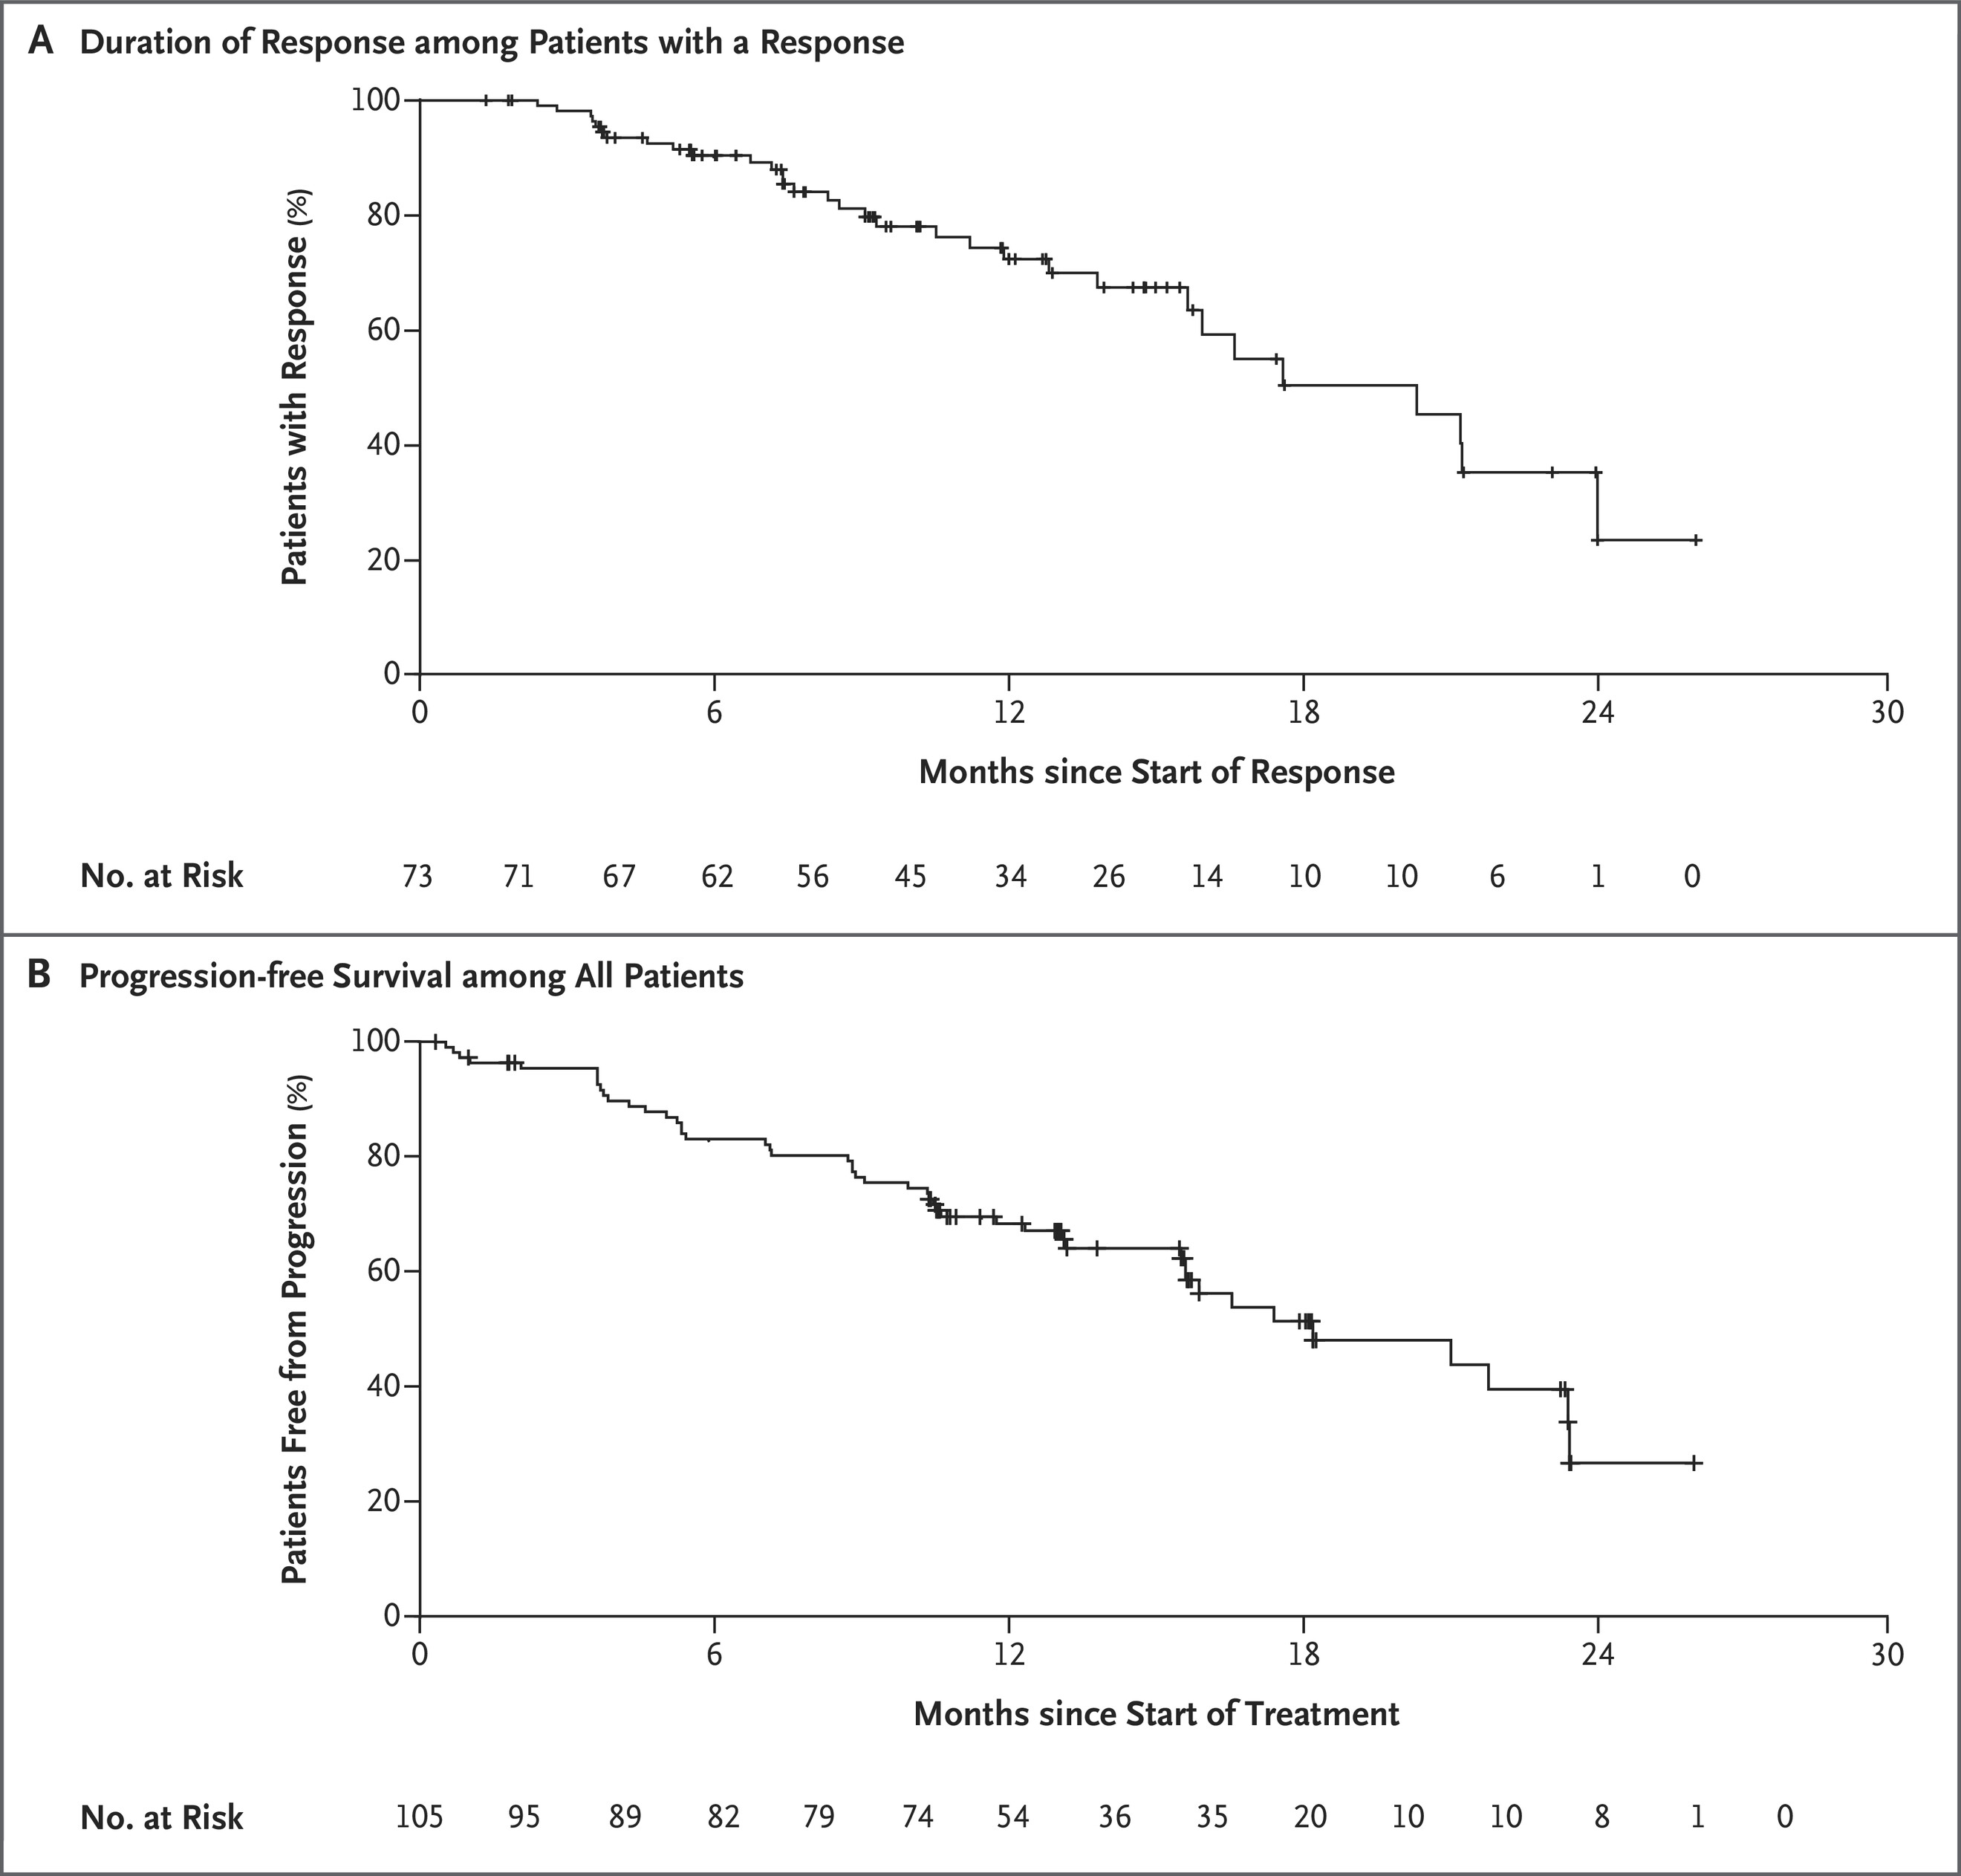 A Duration of Response among Patients with a Response
Patients with Response (%)
100
80
60
40
20
0
0 6 12 18 24 30
Months since Start of Response
No. at Risk 73 71 67 62 56 45 34 26 14 10 10 6 1 0
B Progression-free Survival among All Patients
Patients Free from Progression (%)
100
80
60
40
20
0
0 6 12 18 24 30
Months since Start of Treatment
No. at Risk 105 95 89 82 79 74 54 36 35 20 10 10 8 1 0